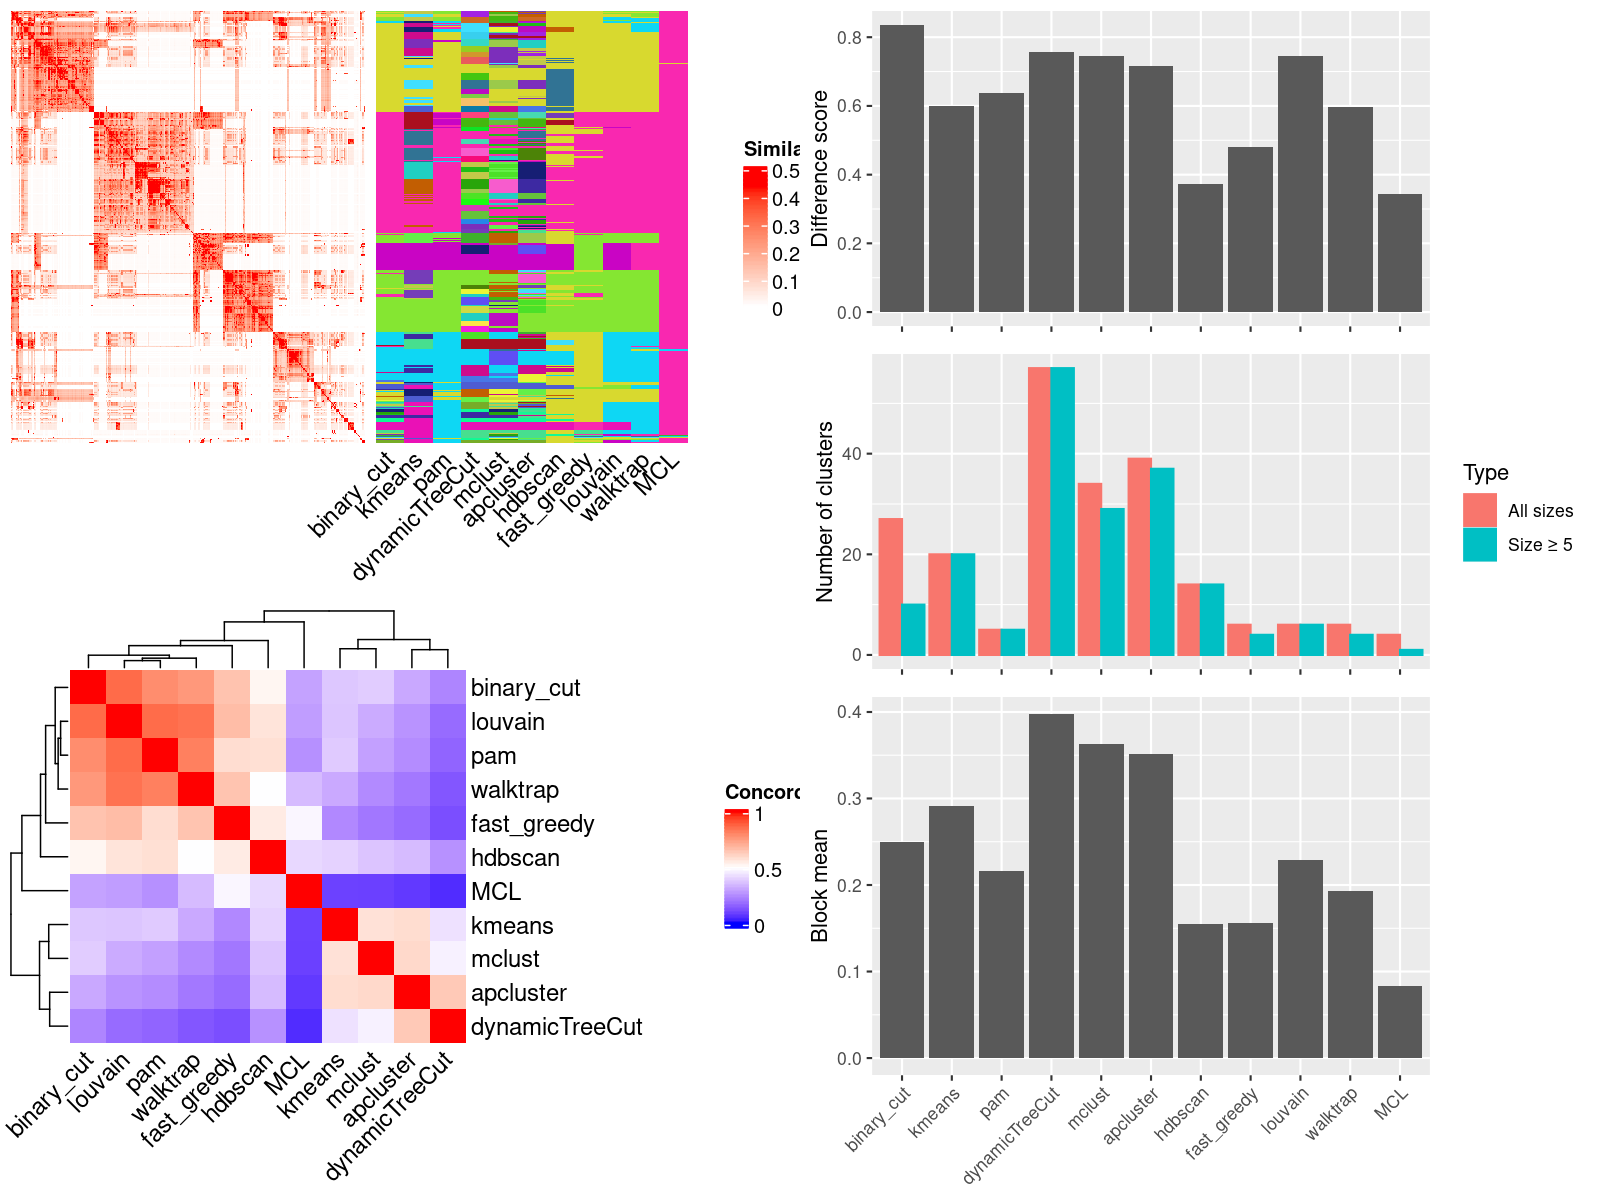 Simila
0.5
0.4
0.3
0.2
0.1
0
binary_cut
kmeans
pam
dynamicTreeCut
mclust
apcluster
hdbscan
fast_greedy
louvain
walktrap
MCL
binary_cut
louvain
pam
walktrap
fast_greedy
hdbscan
MCL
kmeans
mclust
apcluster
dynamicTreeCut
binary_cut
louvain
pam
walktrap
fast_greedy
hdbscan
MCL
kmeans
mclust
apcluster
dynamicTreeCut
Concord
1
0.5
0
Difference score
0.8
0.6
0.4
0.2
0.0
Number of clusters
40
20
0
Type
All sizes
Size ≥ 5
Block mean
0.4
0.3
0.2
0.1
0.0
binary_cut
kmeans
pam
dynamicTreeCut
mclust
apcluster
hdbscan
fast_greedy
louvain
walktrap
MCL